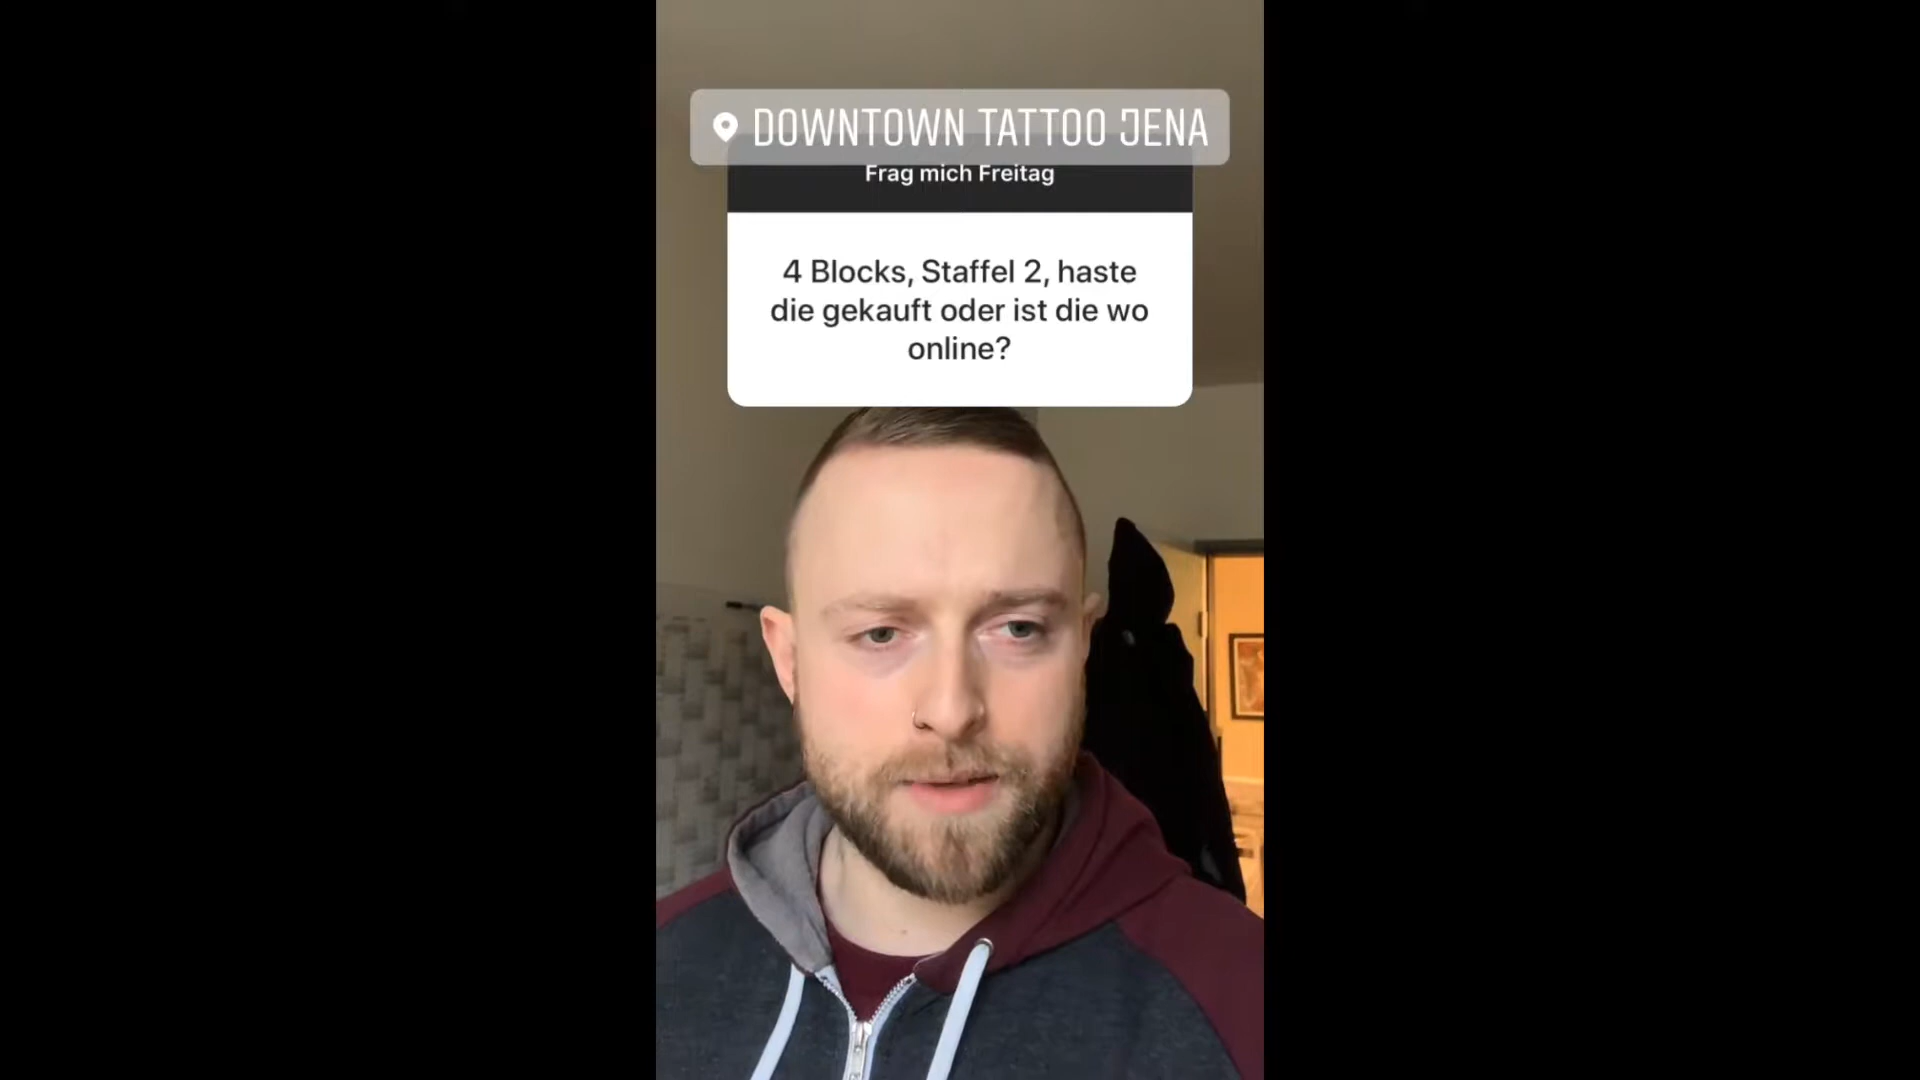 DOWNTOWN TATTOO JENA
Frag mich Freitag
4 Blocks, Staffel 2, haste
die gekauft oder ist die wo
online?